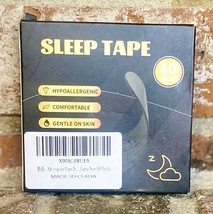 SLEEP TAPE
HYPOALLERGENIC
COMFORTABLE
GENTLE ON SKIN
Z
MADE IN CHINA